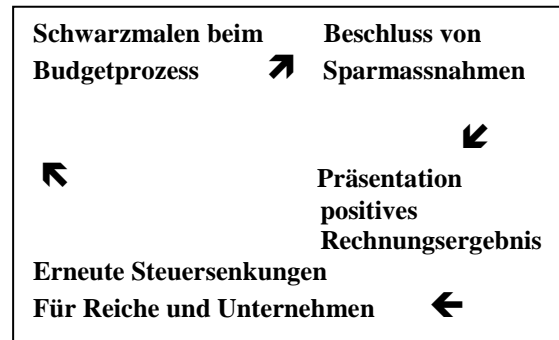 Schwarzmalen beim
Budgetprozess
Beschluss von
Sparmassnahmen
Präsentation
positives
Rechnungsergebnis
Erneute Steuersenkungen
Für Reiche und Unternehmen